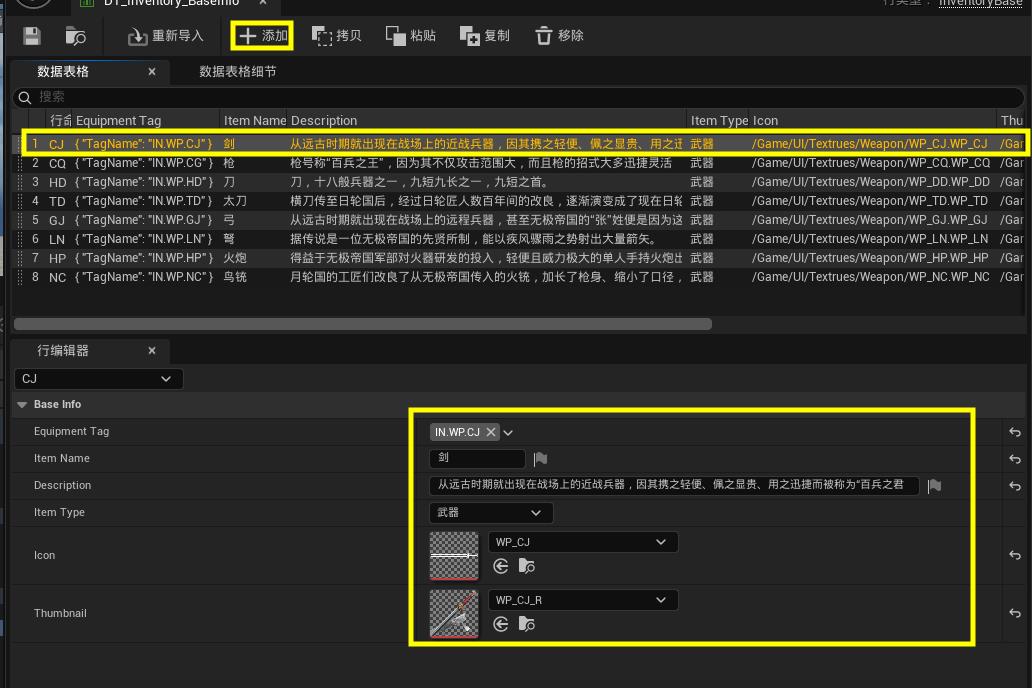 DT_Inventory_BaseInfo
行类型： InventoryBase
重新导入 添加 拷贝 粘贴 复制 移除
数据表格 数据表格细节
搜索
行命 Equipment Tag Item Name Description Item Type Icon Thu
1 CJ { "TagName": "IN.WP.CJ" } 剑 从远古时期就出现在战场上的近战兵器，因其携之轻便、佩之显贵、用之迅 武器 /Game/UI/Textrues/Weapon/WP_CJ.WP_CJ /Gar
2 CQ { "TagName": "IN.WP.CG" } 枪 枪号称"百兵之王"，因为其不仅攻击范围大，而且枪的招式大多迅捷灵活 武器 /Game/UI/Textrues/Weapon/WP_CQ.WP_CQ /Gar
3 HD { "TagName": "IN.WP.HD" } 刀 刀，十八般兵器之一，九短九长之一，九短之首。 武器 /Game/UI/Textrues/Weapon/WP_DD.WP_DD /Gar
4 TD { "TagName": "IN.WP.TD" } 太刀 横刀传至日轮国后，经过日轮匠人数百年间的改良，逐渐演变成了现在日轮 武器 /Game/UI/Textrues/Weapon/WP_TD.WP_TD /Gar
5 GJ { "TagName": "IN.WP.GJ" } 弓 从远古时期就出现在战场上的远程兵器，甚至无极帝国的"张"姓便是因为这 武器 /Game/UI/Textrues/Weapon/WP_GJ.WP_GJ /Gar
6 LN { "TagName": "IN.WP.LN" } 弩 据传说是一位无极帝国的先贤所制，能以疾风骤雨之势射出大量箭矢。 武器 /Game/UI/Textrues/Weapon/WP_LN.WP_LN /Gar
7 HP { "TagName": "IN.WP.HP" } 火炮 得益于无极帝国军部对火器研发的投入，轻便且威力极大的单人手持火炮出 武器 /Game/UI/Textrues/Weapon/WP_HP.WP_HP /Gar
8 NC { "TagName": "IN.WP.NC" } 鸟铳 月轮国的工匠们改良了从无极帝国传入的火铳，加长了枪身、缩小了口径， 武器 /Game/UI/Textrues/Weapon/WP_NC.WP_NC /Gar
行编辑器
CJ
Base Info
Equipment Tag IN.WP.CJ
Item Name 剑
Description 从远古时期就出现在战场上的近战兵器，因其携之轻便、佩之显贵、用之迅捷而被称为"百兵之君
Item Type 武器
Icon WP_CJ
Thumbnail WP_CJ_R